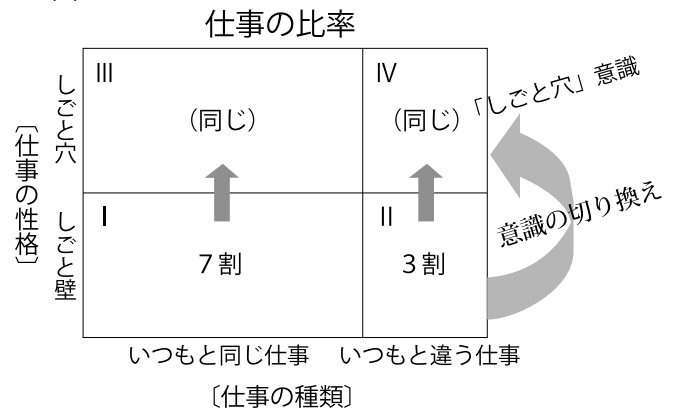 仕事の比率
Ⅲ
(同じ)
Ⅳ
(同じ)
「しごと穴」意識
しごと穴
〔仕事の性格〕
しごと壁
Ⅰ
7割
Ⅱ
3割
意識の切り換え
いつもと同じ仕事
いつもと違う仕事
〔仕事の種類〕